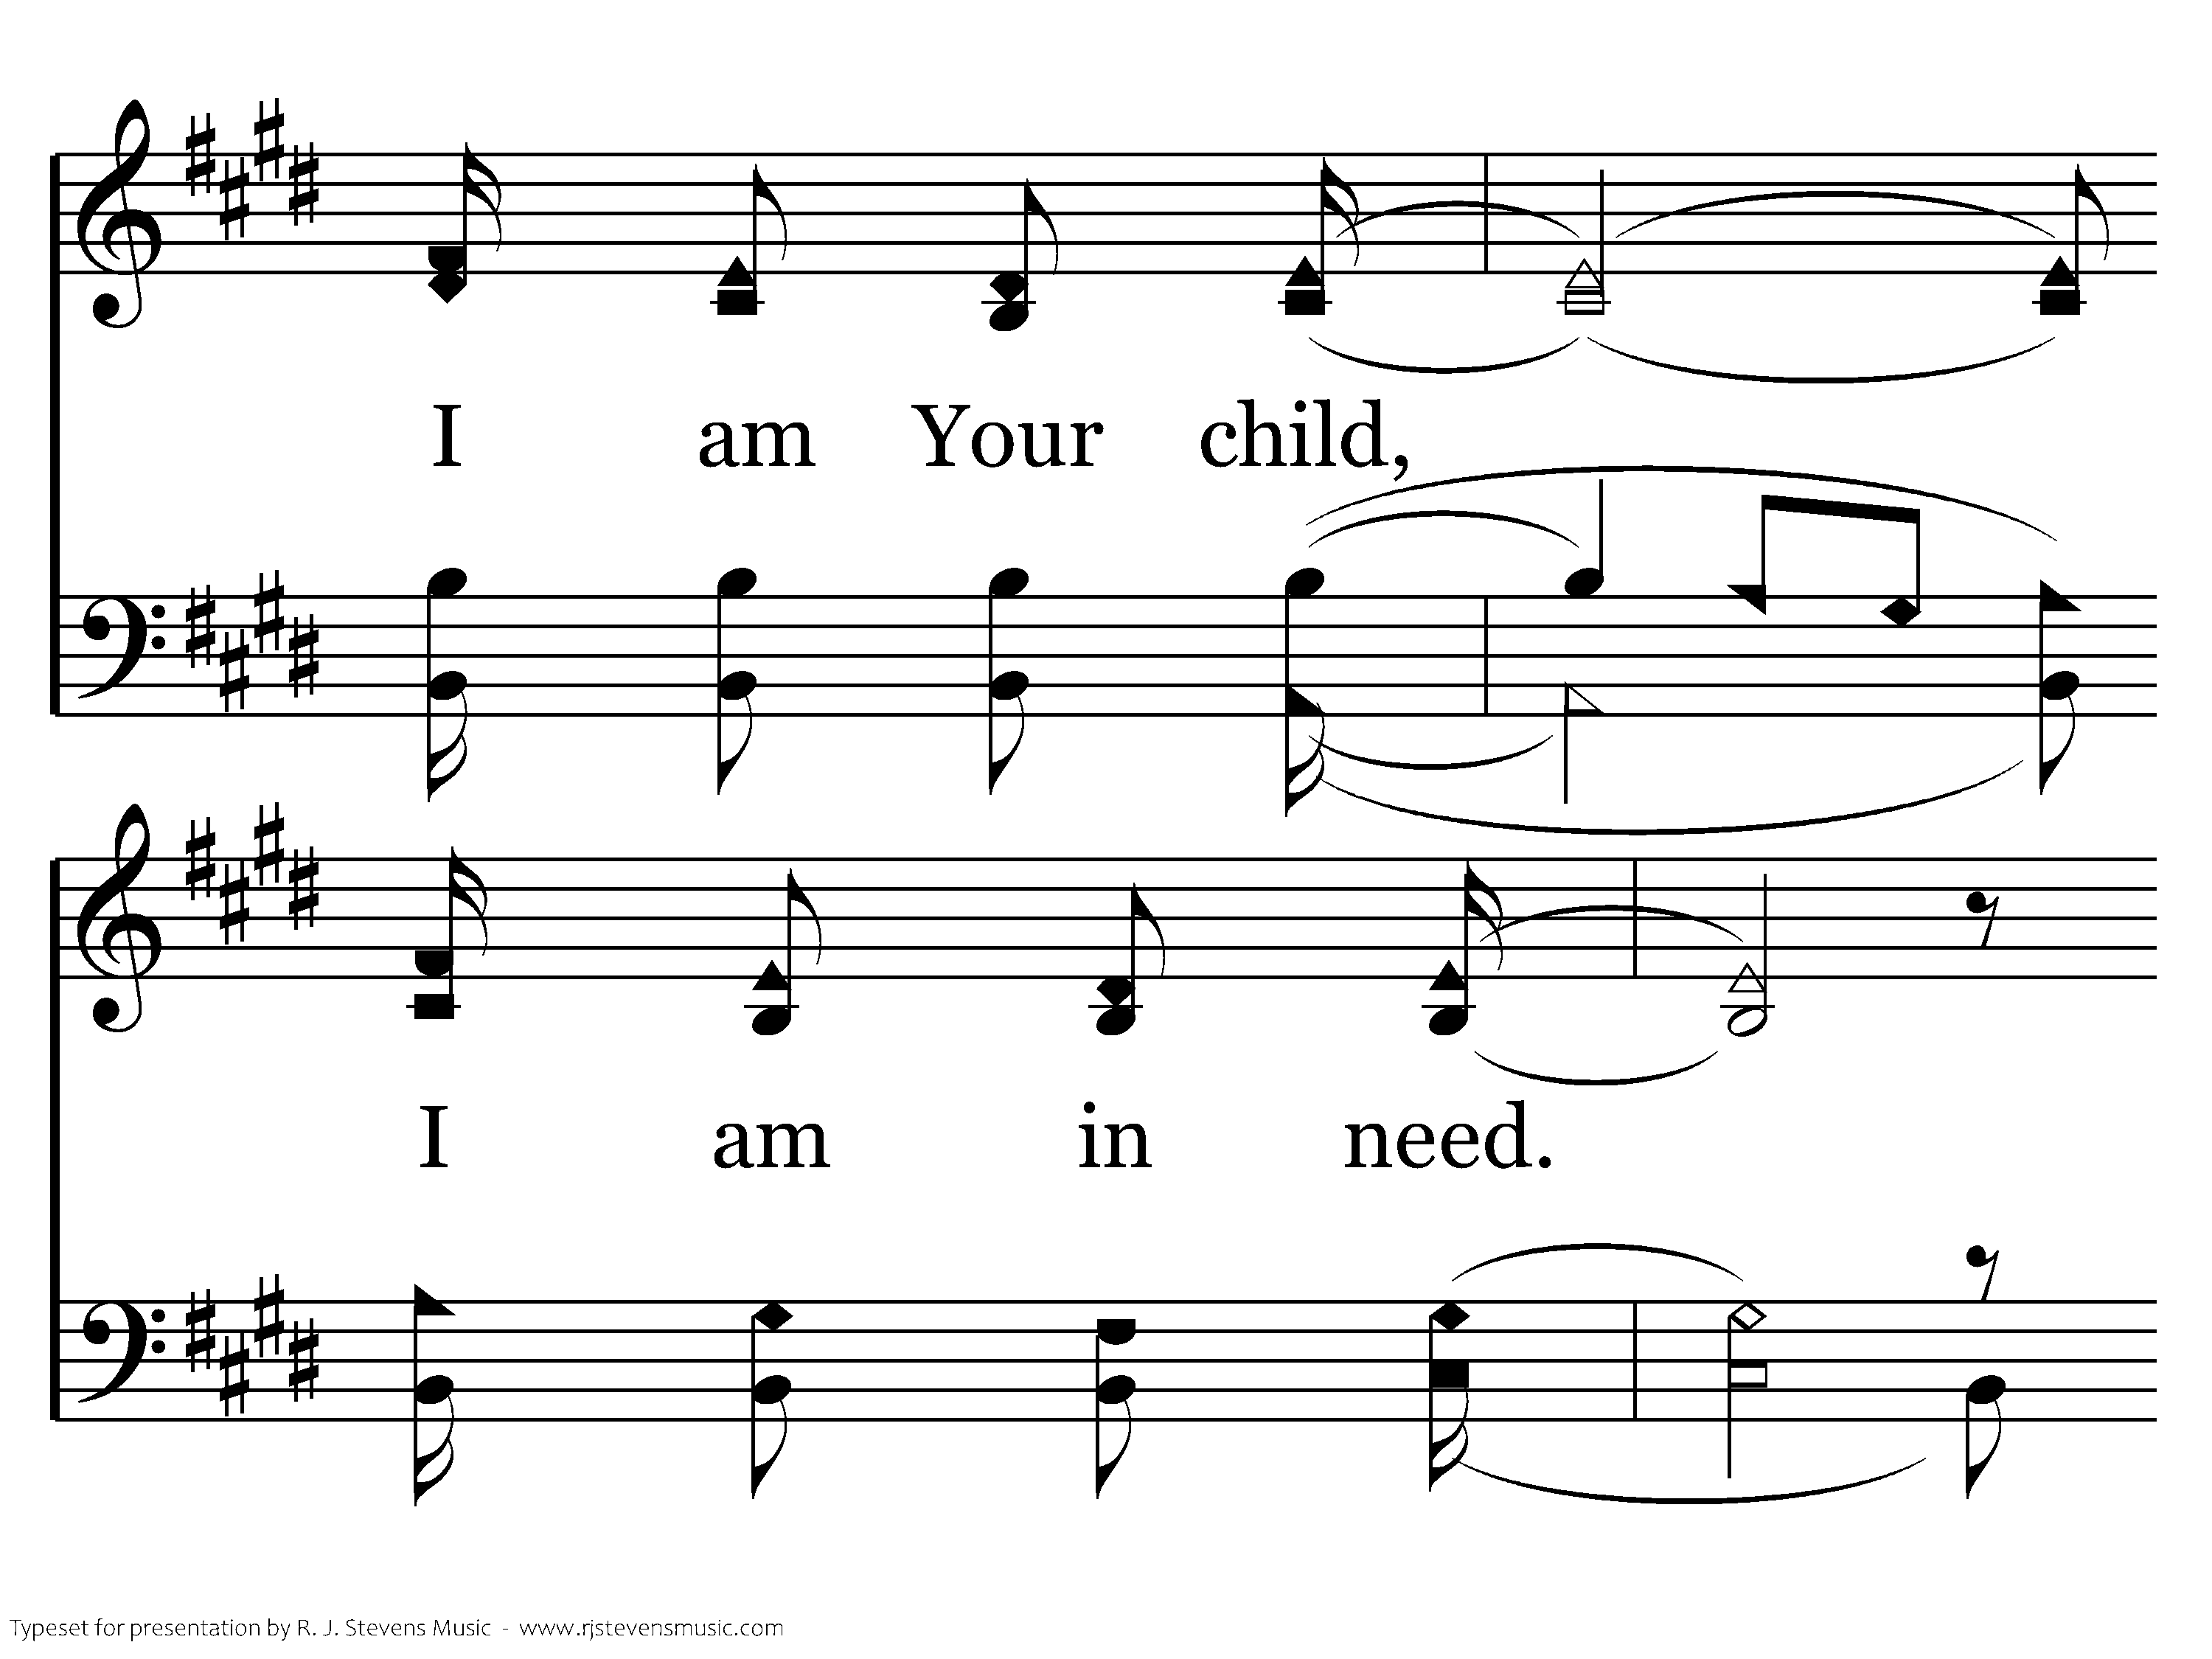 I am Your child,
I am in need.
Typeset for presentation by R. J. Stevens Music - www.rjstevensmusic.com